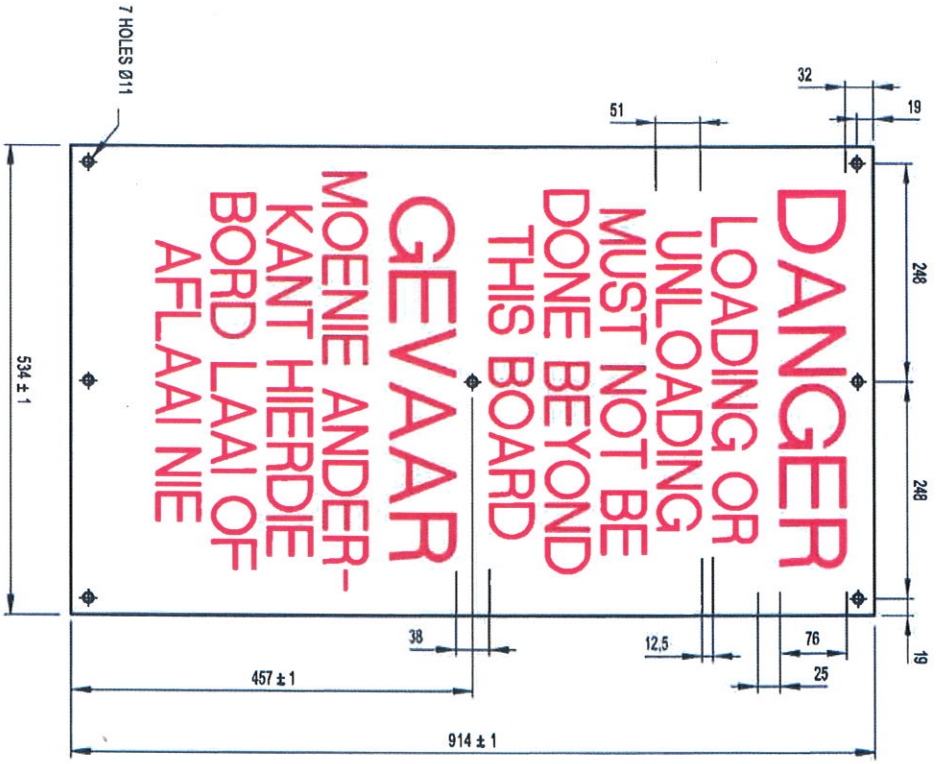 DANGER
LOADING OR
UNLOADING
MUST NOT BE
DONE BEYOND
THIS BOARD
GEVAAR
MOENIE ANDER-
KANT HIERDIE
BORD LAAI OF
AFLAAI NIE
7 HOLES Ø11
32
19
51
248
248
19
534 ± 1
38
12,5
76
25
457 ± 1
914 ± 1